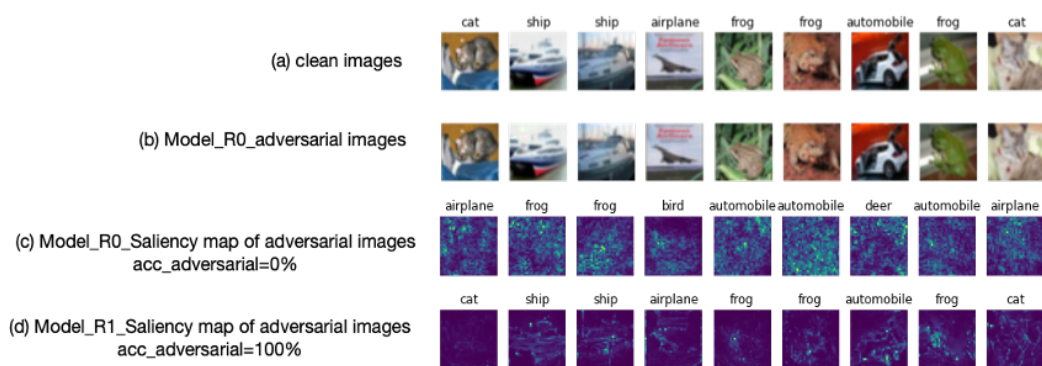 cat ship ship airplane frog frog automobile frog cat
(a) clean images
(b) Model_R0_adversarial images
airplane frog frog bird automobile automobile deer automobile airplane
(c) Model_R0_Saliency map of adversarial images
acc_adversarial=0%
cat ship ship airplane frog frog automobile frog cat
(d) Model_R1_Saliency map of adversarial images
acc_adversarial=100%